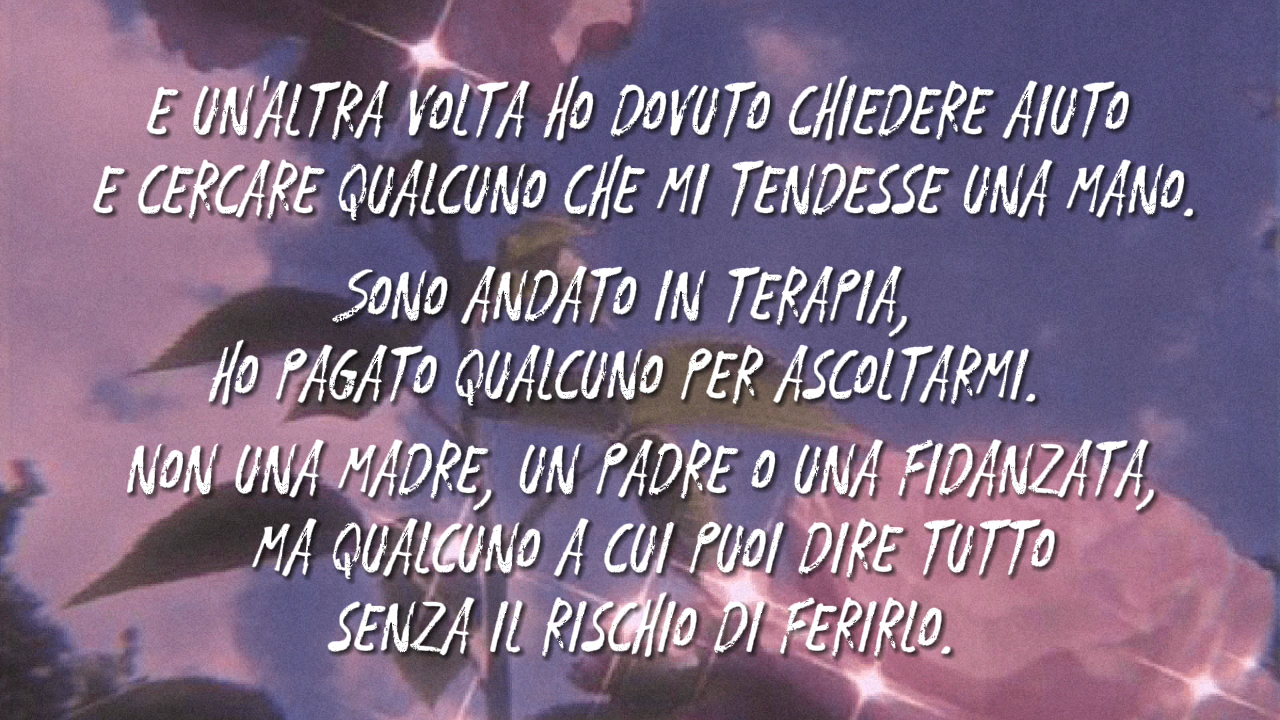 E UN'ALTRA VOLTA HO DOVUTO CHIEDERE AIUTO
E CERCARE QUALCUNO CHE MI TENDESSE UNA MANO.
SONO ANDATO IN TERAPIA,
HO PAGATO QUALCUNO PER ASCOLTARMI.
NON UNA MADRE, UN PADRE O UNA FIDANZATA,
MA QUALCUNO A CUI PUOI DIRE TUTTO
SENZA IL RISCHIO DI FERIRLO.